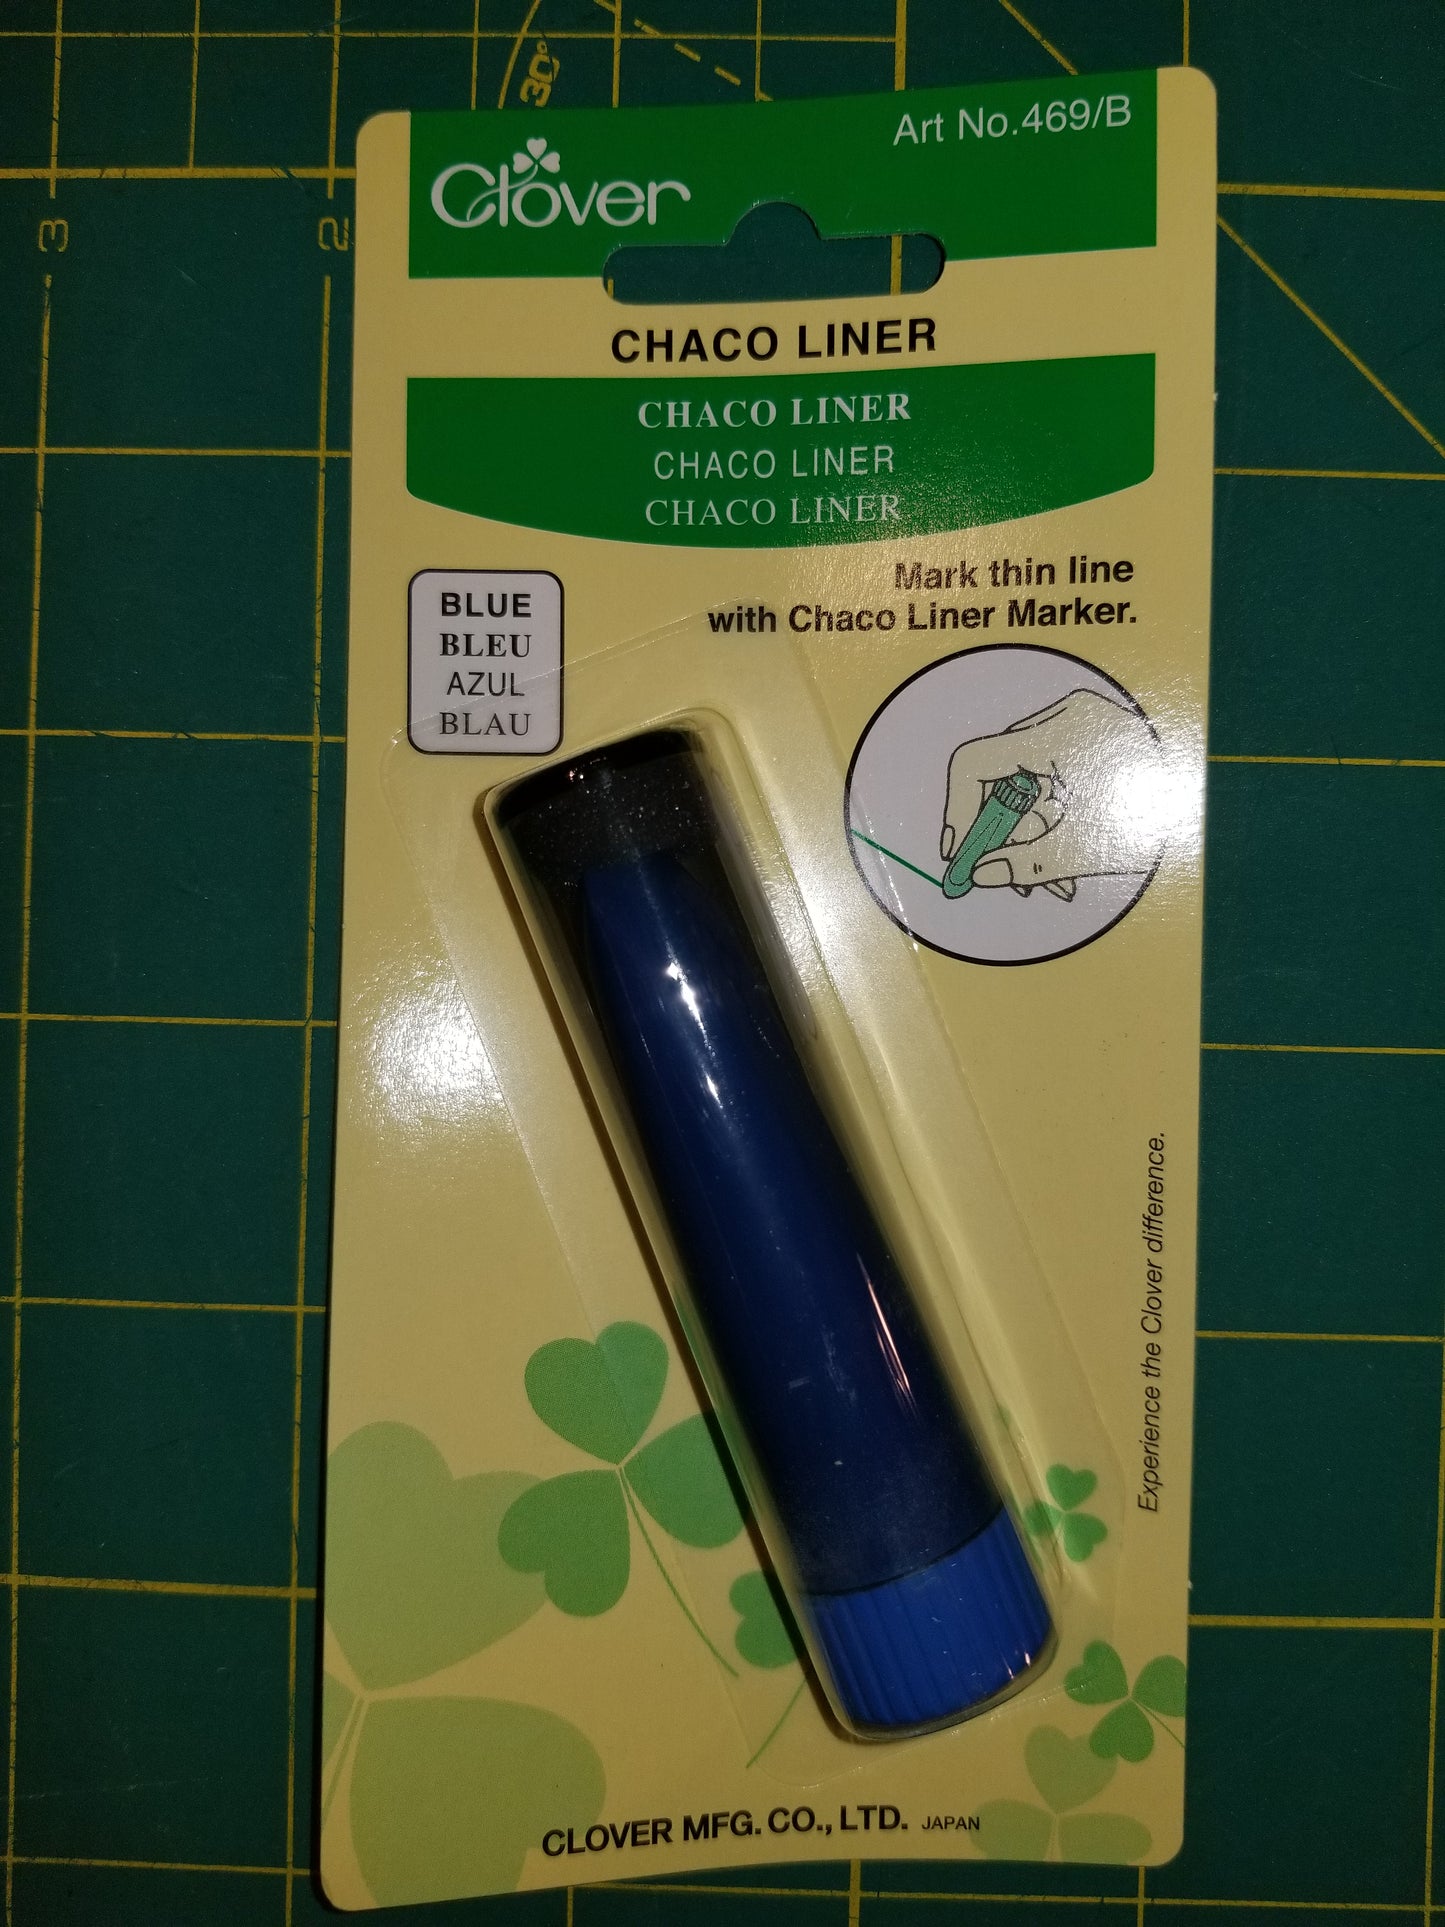 30°
3
2
Clover
Art No.469/B
CHACO LINER
CHACO LINER
CHACO LINER
CHACO LINER
Mark thin line
with Chaco Liner Marker.
BLUE
BLEU
AZUL
BLAU
Experience the Clover difference.
CLOVER MFG. CO., LTD. JAPAN